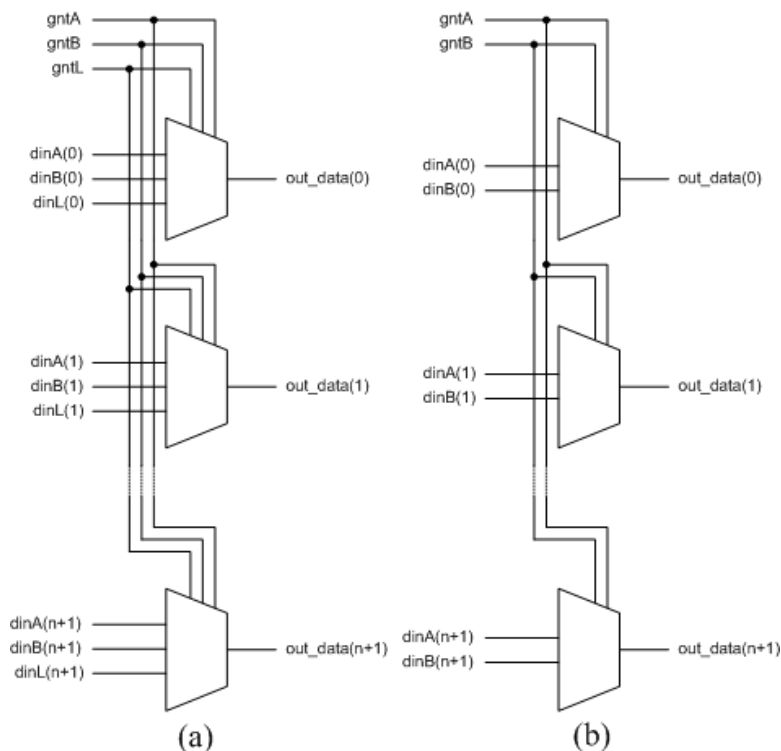 gntA
gntB
gntL
dinA(0)
dinB(0)
dinL(0)
out_data(0)
dinA(1)
dinB(1)
dinL(1)
out_data(1)
dinA(n+1)
dinB(n+1)
dinL(n+1)
out_data(n+1)
(a)
gntA
gntB
dinA(0)
dinB(0)
out_data(0)
dinA(1)
dinB(1)
out_data(1)
dinA(n+1)
dinB(n+1)
out_data(n+1)
(b)